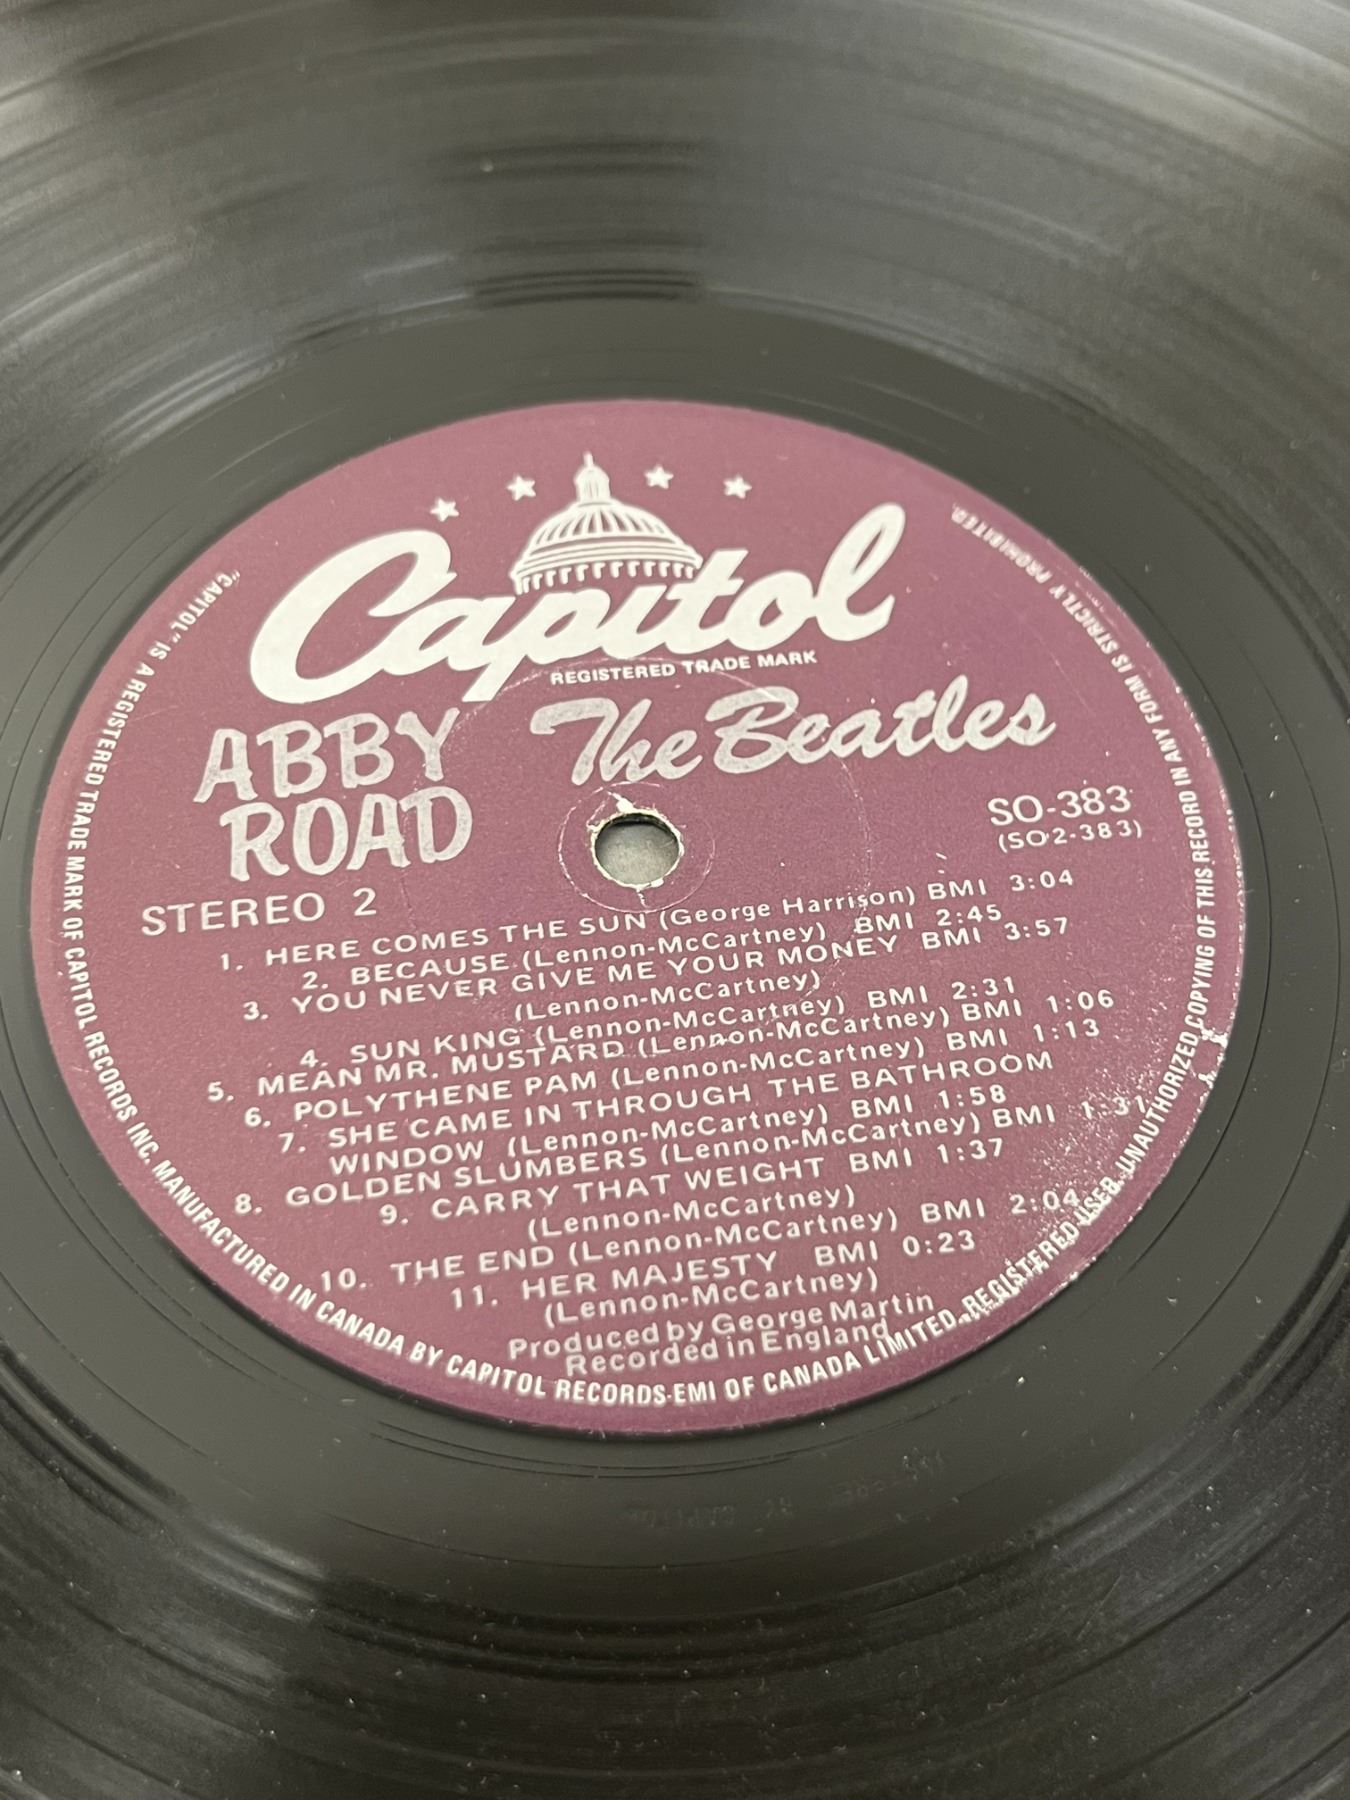 Capitol
REGISTERED TRADE MARK
ABBY
ROAD
The Beatles
SO-383
(SO2-383)
STEREO 2
1. HERE COMES THE SUN (George Harrison) BMI 3:04
2. BECAUSE (Lennon-McCartney) BMI 2:45
3. YOU NEVER GIVE ME YOUR MONEY BMI 3:57
(Lennon-McCartney)
4. SUN KING (Lennon-McCartney) BMI 2:31
5. MEAN MR. MUSTARD (Lennon-McCartney) BMI 1:06
6. POLYTHENE PAM (Lennon-McCartney) BMI 1:13
7. SHE CAME IN THROUGH THE BATHROOM
WINDOW (Lennon-McCartney) BMI 1:58
8. GOLDEN SLUMBERS (Lennon-McCartney) BMI 1:31
9. CARRY THAT WEIGHT BMI 1:37
(Lennon-McCartney)
10. THE END (Lennon-McCartney) BMI 2:04
11. HER MAJESTY BMI 0:23
(Lennon-McCartney)
Produced by George Martin
Recorded in England
"CAPITOL" IS A REGISTERED TRADE MARK OF CAPITOL RECORDS INC. MANUFACTURED IN CANADA BY CAPITOL RECORDS-EMI OF CANADA LIMITED, REGISTERED USER. UNAUTHORIZED COPYING OF THIS RECORD IN ANY FORM IS STRICTLY PROHIBITED.